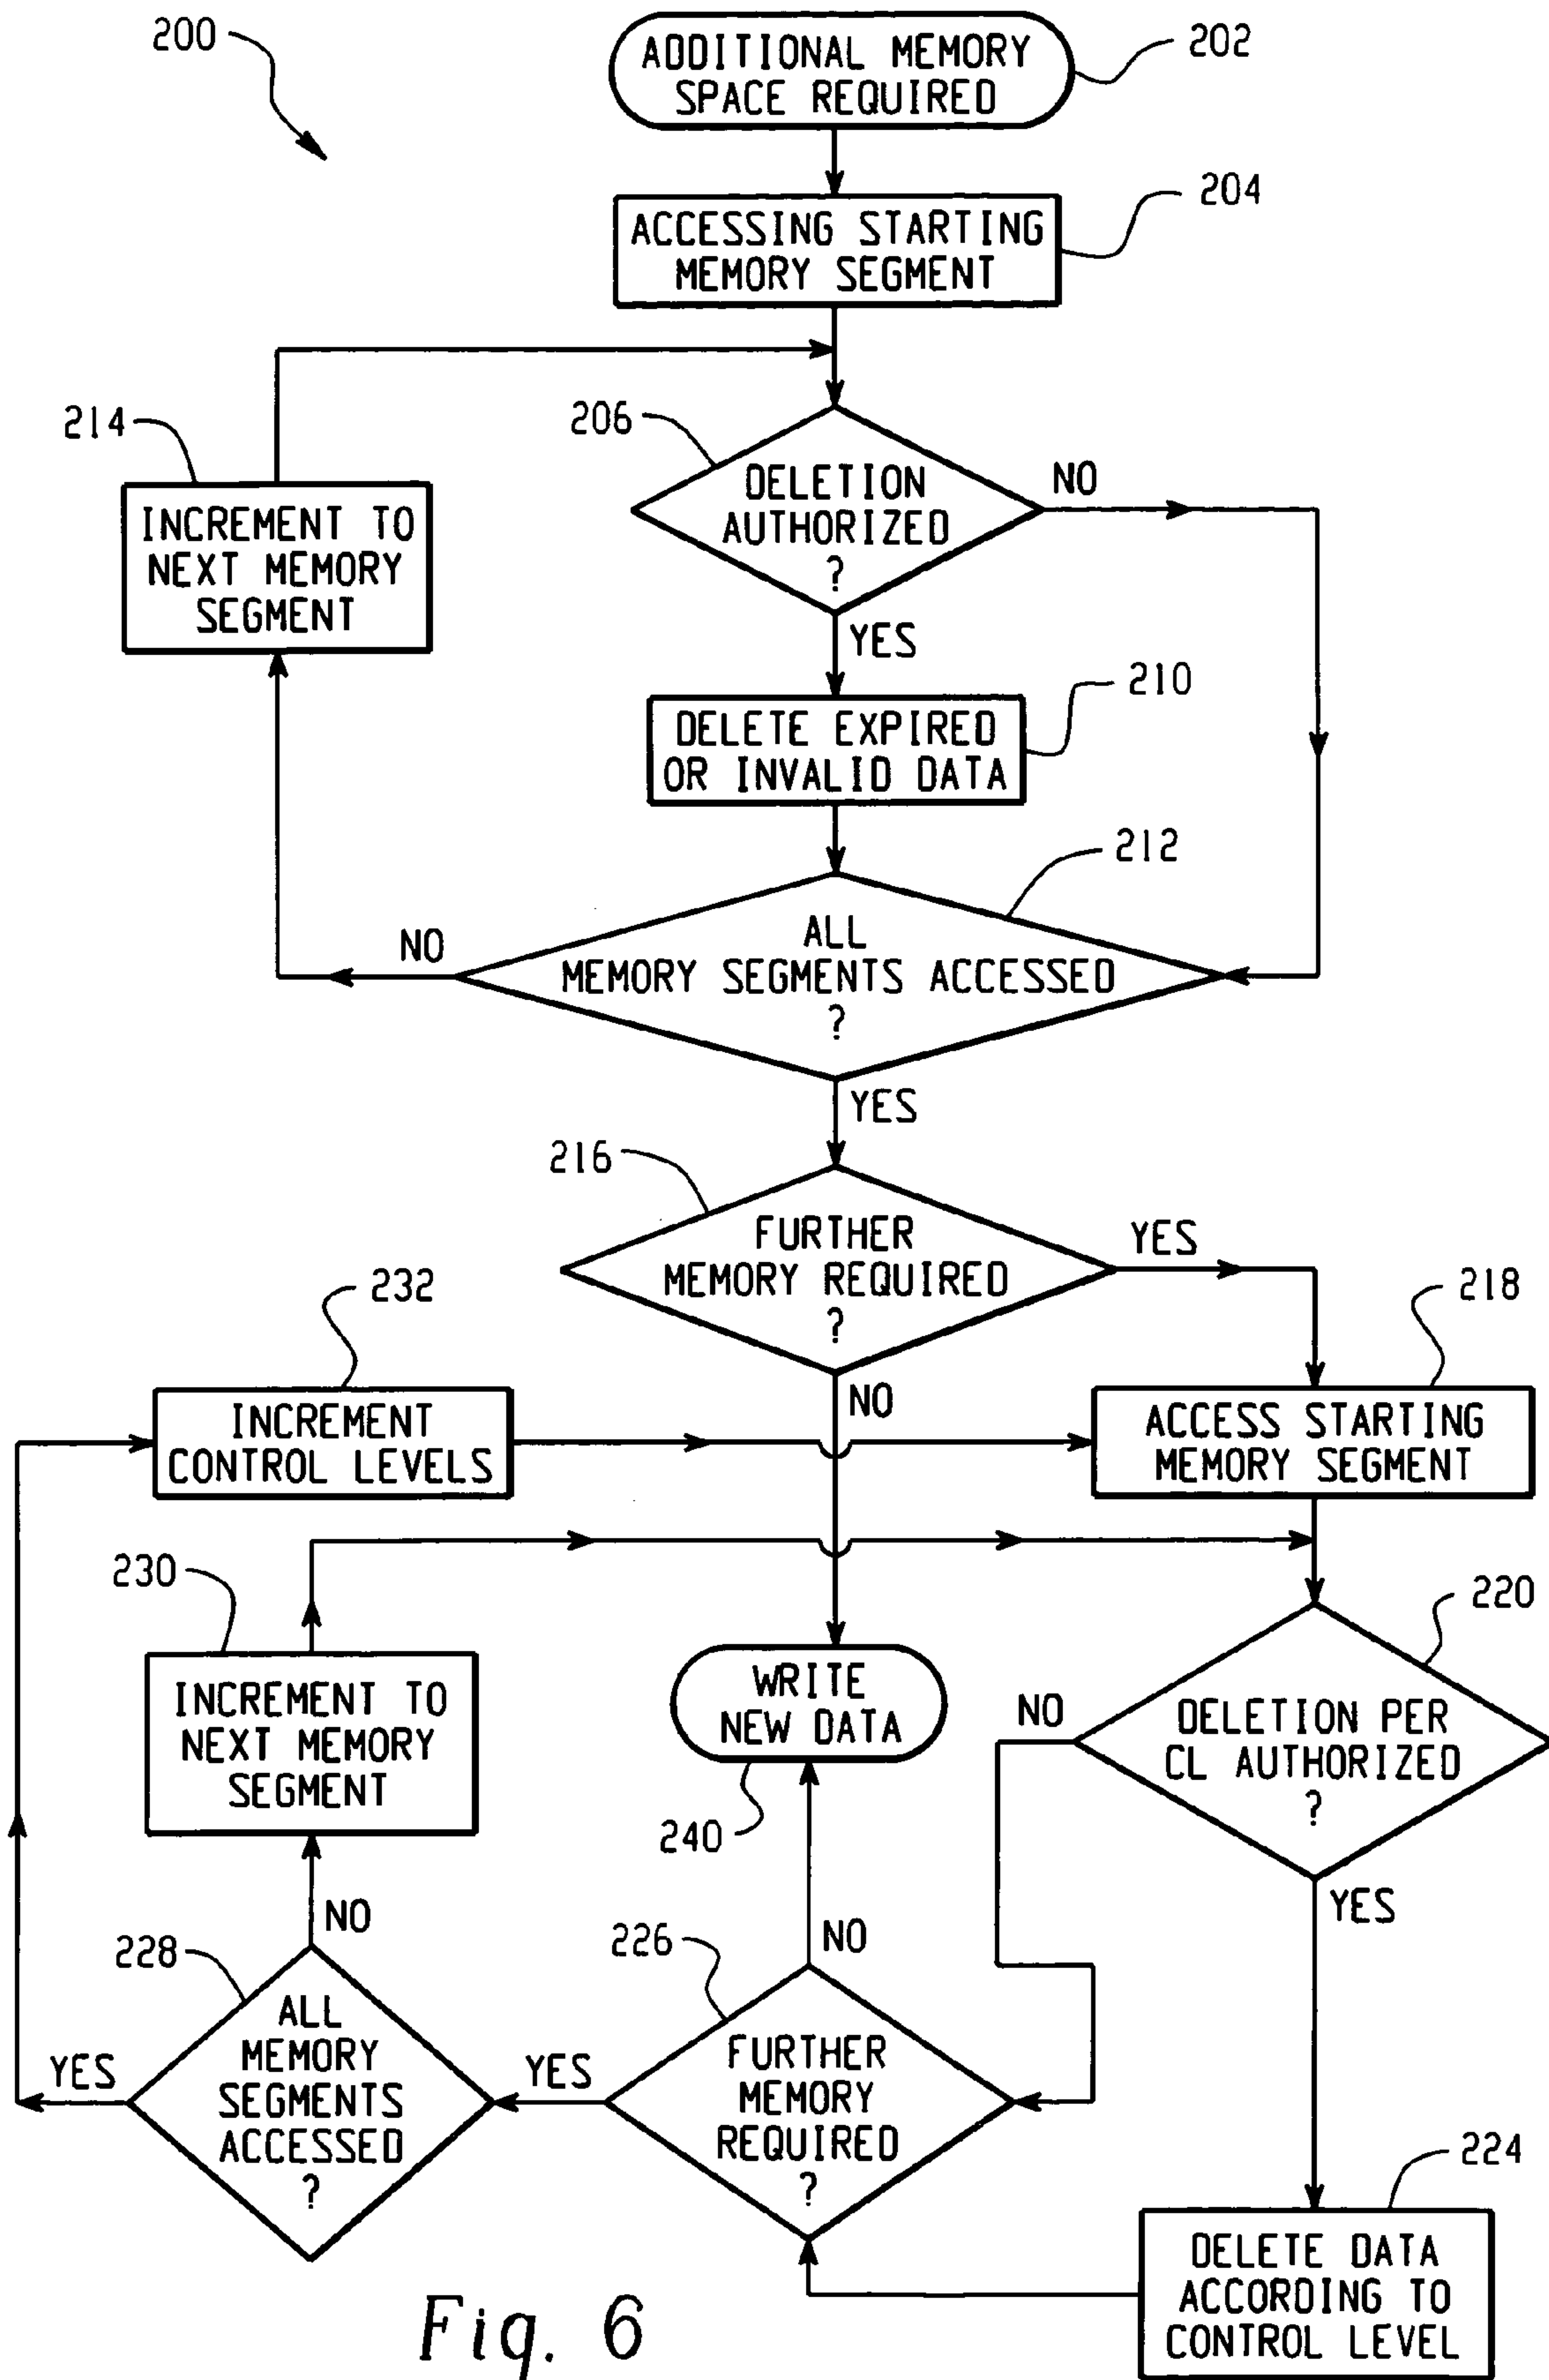 200
ADDITIONAL MEMORY
SPACE REQUIRED
202
ACCESSING STARTING
MEMORY SEGMENT
204
214
INCREMENT TO
NEXT MEMORY
SEGMENT
206
DELETION
AUTHORIZED
?
NO
YES
DELETE EXPIRED
OR INVALID DATA
210
212
ALL
MEMORY SEGMENTS ACCESSED
?
NO
YES
216
FURTHER
MEMORY REQUIRED
?
YES
NO
232
INCREMENT
CONTROL LEVELS
218
ACCESS STARTING
MEMORY SEGMENT
230
INCREMENT TO
NEXT MEMORY
SEGMENT
WRITE
NEW DATA
240
220
DELETION PER
CL AUTHORIZED
?
NO
YES
228
ALL
MEMORY
SEGMENTS
ACCESSED
?
NO
YES
226
FURTHER
MEMORY
REQUIRED
?
NO
YES
224
DELETE DATA
ACCORDING TO
CONTROL LEVEL
Fig. 6